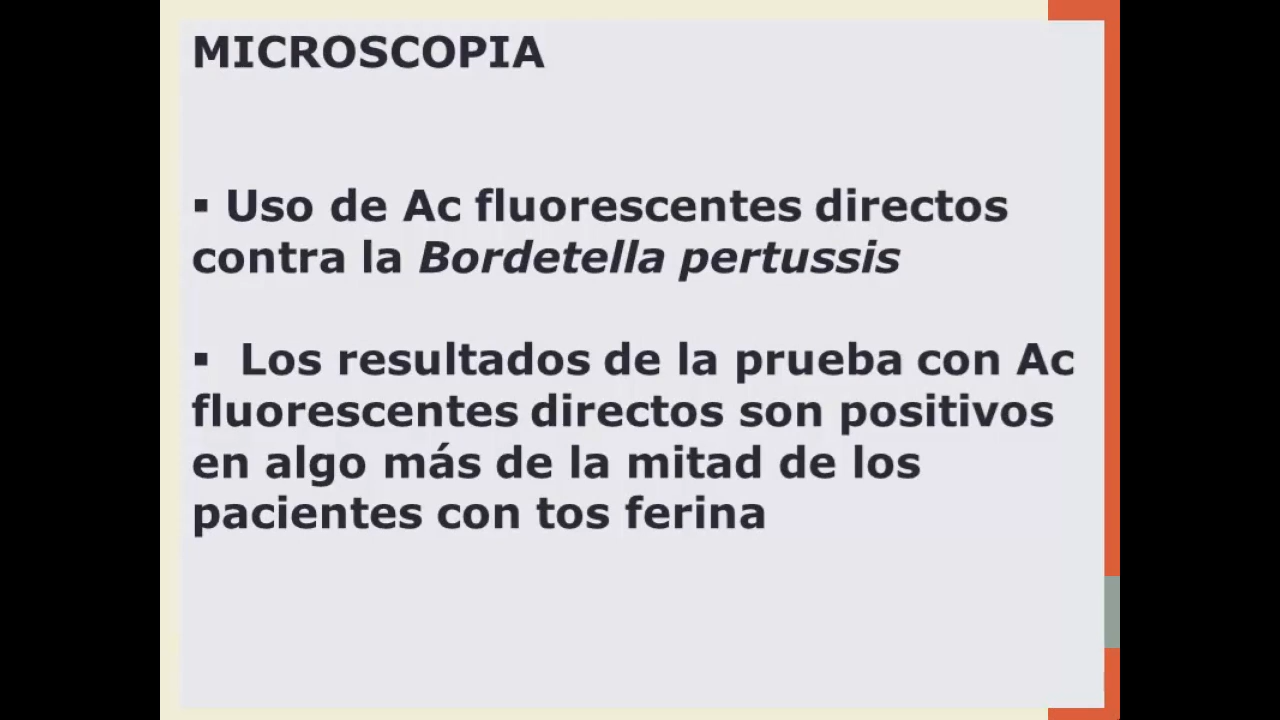 MICROSCOPIA
▪ Uso de Ac fluorescentes directos
contra la Bordetella pertussis
▪ Los resultados de la prueba con Ac
fluorescentes directos son positivos
en algo más de la mitad de los
pacientes con tos ferina